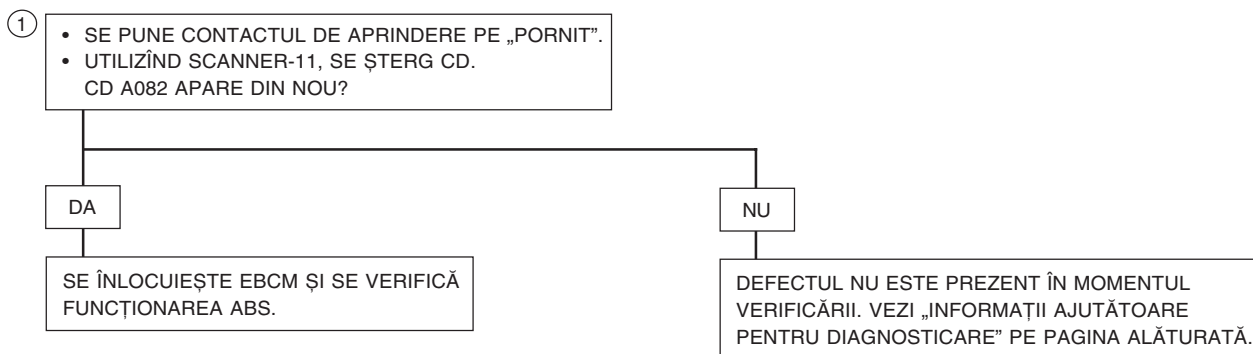 1
• SE PUNE CONTACTUL DE APRINDERE PE „PORNIT”.
• UTILIZÎND SCANNER-11, SE ȘTERG CD.
CD A082 APARE DIN NOU?
DA
NU
SE ÎNLOCUIEȘTE EBCM ȘI SE VERIFICĂ
FUNCȚIONAREA ABS.
DEFECTUL NU ESTE PREZENT ÎN MOMENTUL
VERIFICĂRII. VEZI „INFORMAȚII AJUTĂTOARE
PENTRU DIAGNOSTICARE” PE PAGINA ALĂTURATĂ.